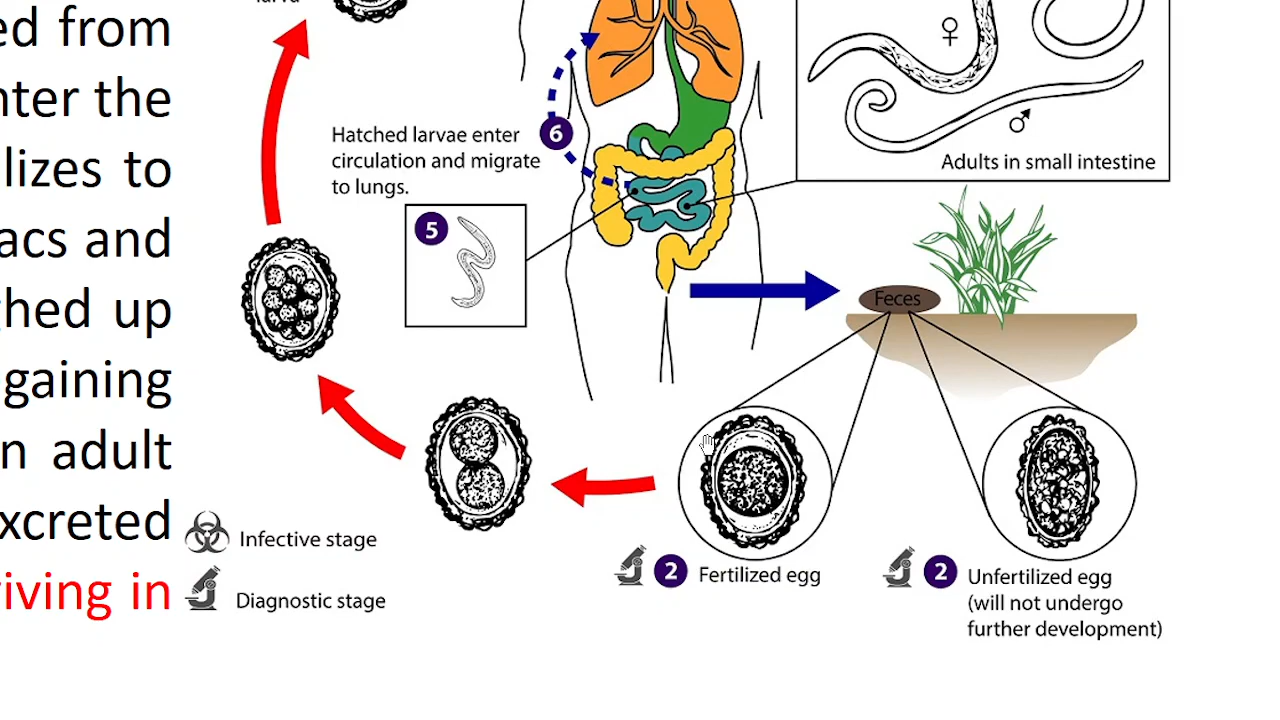 ed from
nter the
lizes to
acs and
hed up
gaining
n adult
xcreted
iving in
Hatched larvae enter
circulation and migrate
to lungs.
6
5
♀
♂
Adults in small intestine
Feces
Infective stage
Diagnostic stage
2 Fertilized egg
2 Unfertilized egg
(will not undergo
further development)